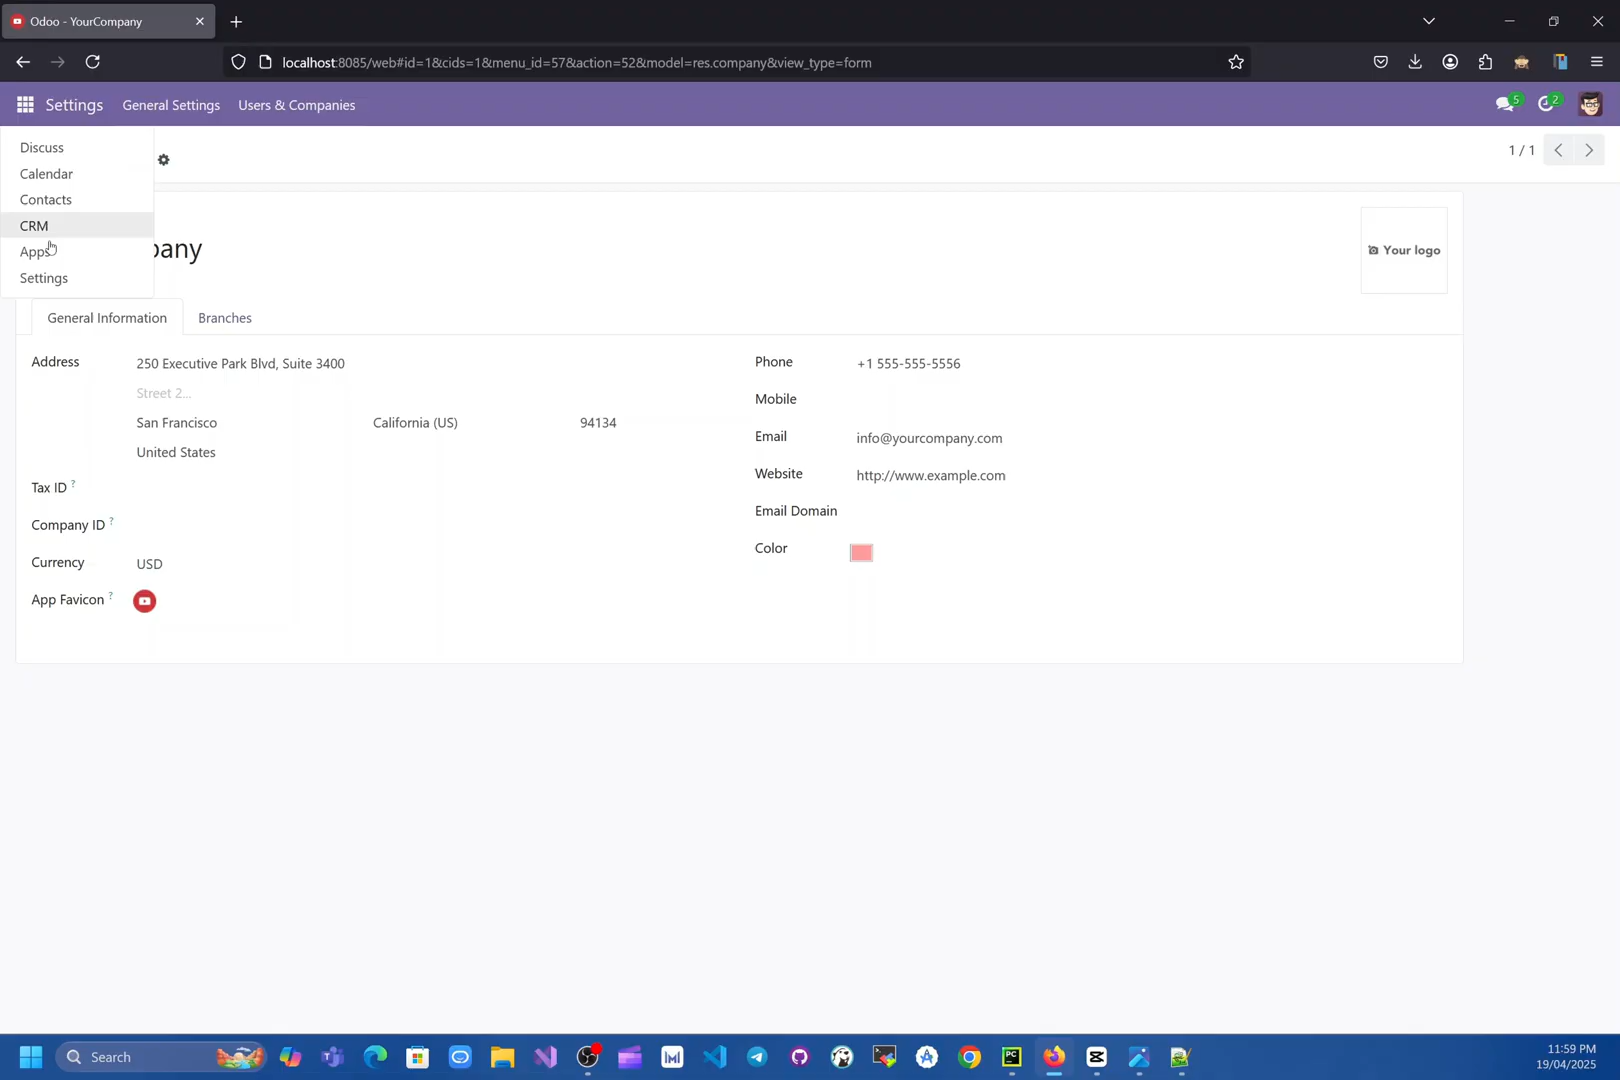 Odoo - YourCompany
localhost:8085/web#id=1&cids=1&menu_id=57&action=52&model=res.company&view_type=form
Settings General Settings Users & Companies
5 2
Discuss
Calendar
Contacts
CRM
Apps
Settings
1 / 1
pany
Your logo
General Information Branches
Address 250 Executive Park Blvd, Suite 3400
Street 2...
San Francisco California (US) 94134
United States
Tax ID ?
Company ID ?
Currency USD
App Favicon ?
Phone +1 555-555-5556
Mobile
Email info@yourcompany.com
Website http://www.example.com
Email Domain
Color
Search
PC
11:59 PM
19/04/2025